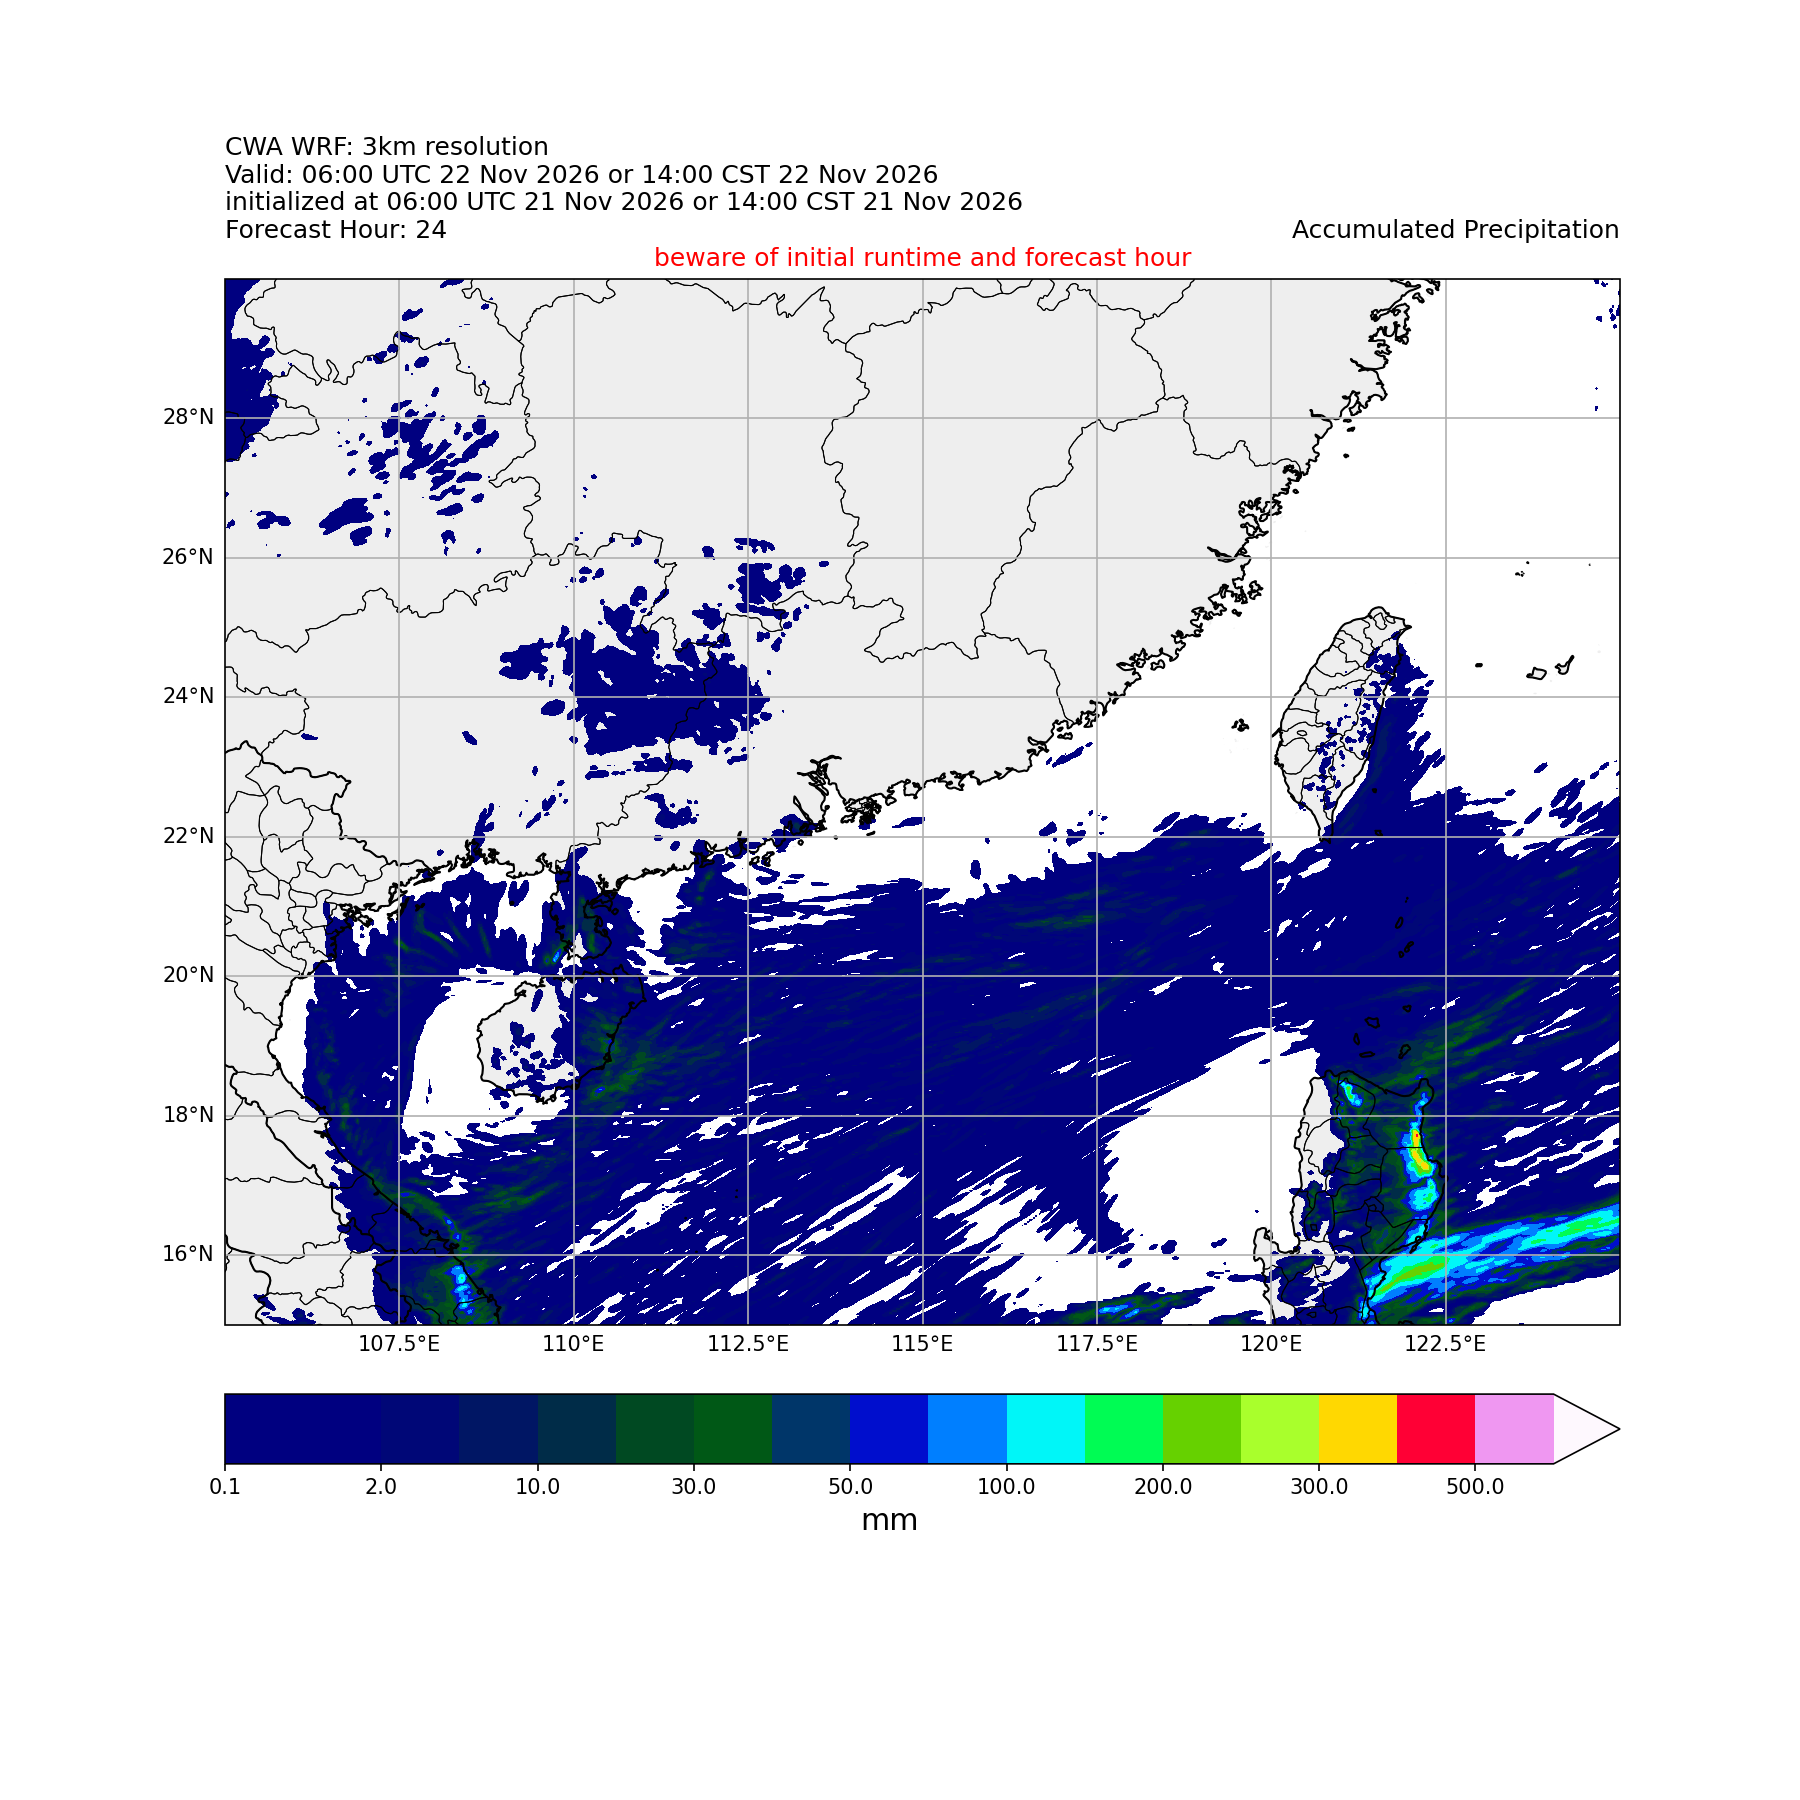 CWA WRF: 3km resolution
Valid: 06:00 UTC 22 Nov 2026 or 14:00 CST 22 Nov 2026
initialized at 06:00 UTC 21 Nov 2026 or 14:00 CST 21 Nov 2026
Forecast Hour: 24
Accumulated Precipitation
beware of initial runtime and forecast hour
28°N
26°N
24°N
22°N
20°N
18°N
16°N
107.5°E 110°E 112.5°E 115°E 117.5°E 120°E 122.5°E
0.1 2.0 10.0 30.0 50.0 100.0 200.0 300.0 500.0
mm